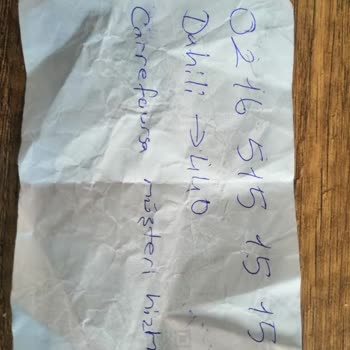 0216 515 15 15
Dahili → 440
Carrefoursa müşteri hizm